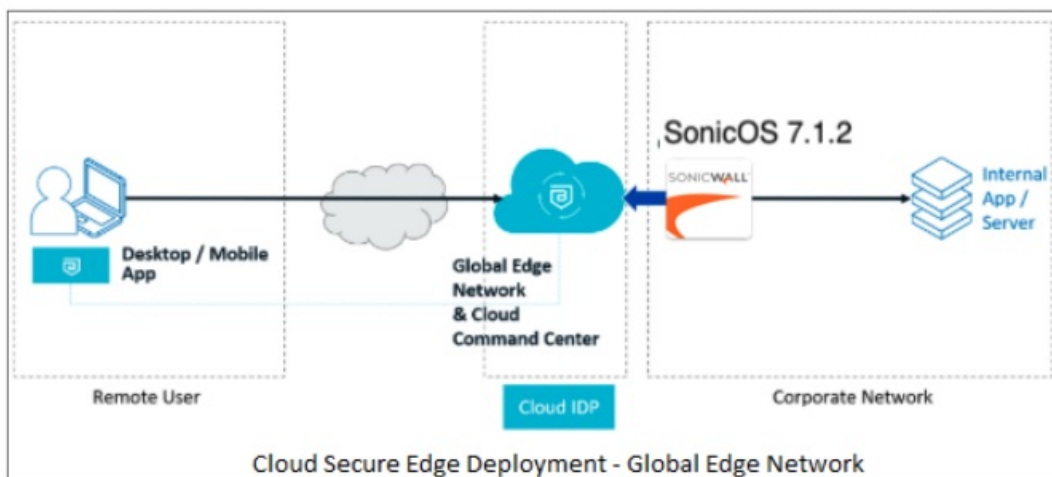 SonicOS 7.1.2
SONICWALL
Internal
App /
Server
Desktop / Mobile
App
Global Edge
Network
& Cloud
Command Center
Remote User
Cloud IDP
Corporate Network
Cloud Secure Edge Deployment - Global Edge Network